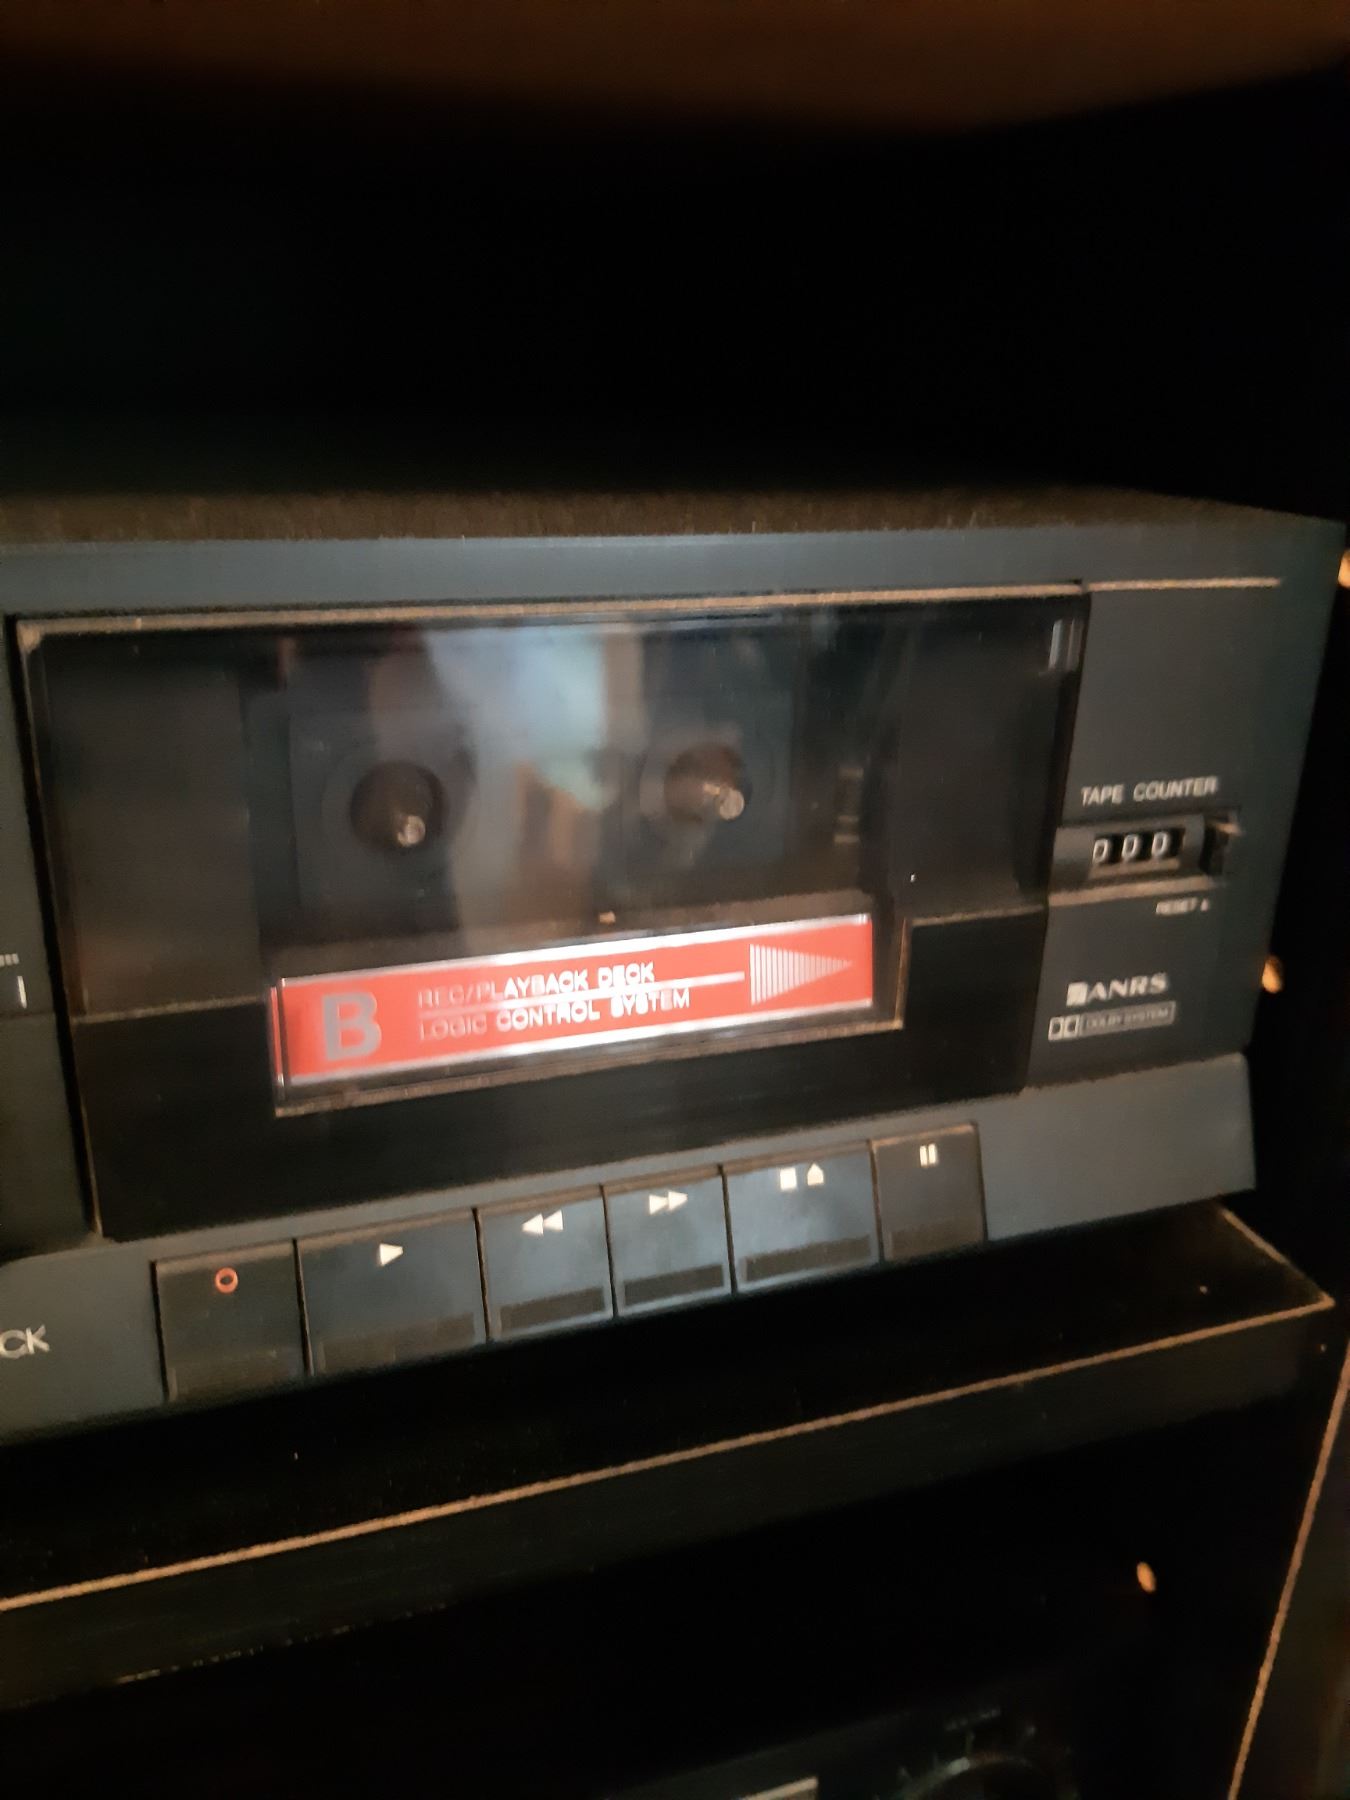 TAPE COUNTER
000
RESET
B
REC/PLAYBACK DECK
LOGIC CONTROL SYSTEM
ANRS
DOLBY SYSTEM
CK